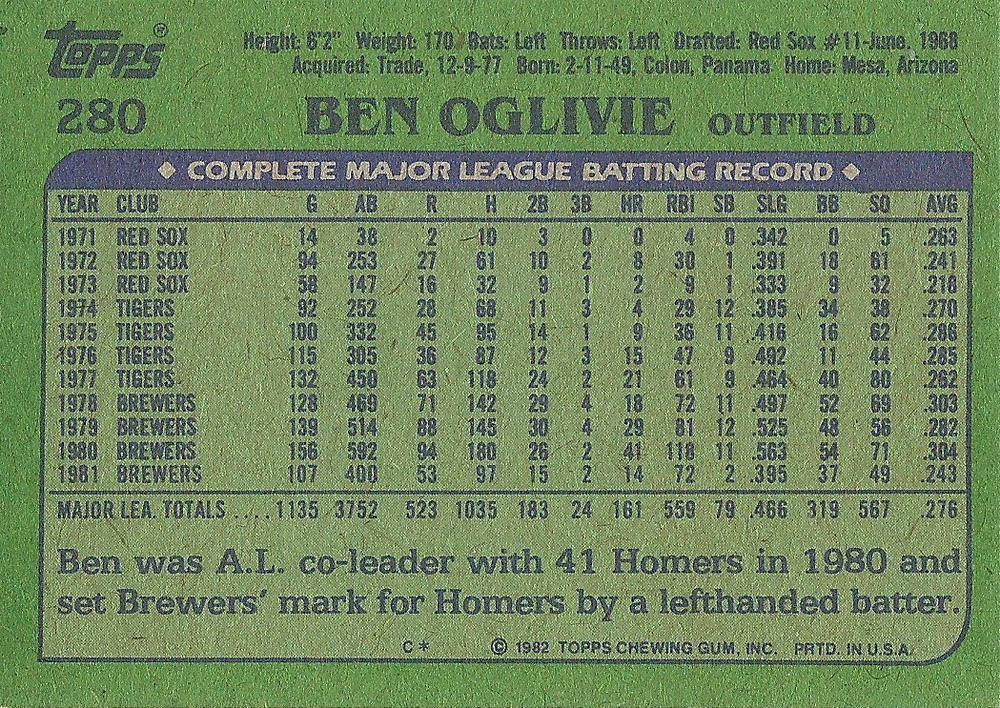 Topps®
Height: 6'2" Weight: 170 Bats: Left Throws: Left Drafted: Red Sox #11-June, 1968
Acquired: Trade, 12-9-77 Born: 2-11-49, Colon, Panama Home: Mesa, Arizona
280 BEN OGLIVIE OUTFIELD
◆ COMPLETE MAJOR LEAGUE BATTING RECORD ◆
YEAR CLUB G AB R H 2B 3B HR RBI SB SLG BB SO AVG
1971 RED SOX 14 38 2 10 3 0 0 4 0 .342 0 5 .263
1972 RED SOX 94 253 27 61 10 2 8 30 1 .391 18 61 .241
1973 RED SOX 58 147 16 32 9 1 2 9 1 .333 9 32 .218
1974 TIGERS 92 252 28 68 11 3 4 29 12 .385 34 38 .270
1975 TIGERS 100 332 45 95 14 1 9 36 11 .416 16 62 .286
1976 TIGERS 115 305 36 87 12 3 15 47 9 .492 11 44 .285
1977 TIGERS 132 450 63 118 24 2 21 61 9 .464 40 80 .262
1978 BREWERS 128 469 71 142 29 4 18 72 11 .497 52 69 .303
1979 BREWERS 139 514 88 145 30 4 29 81 12 .525 48 56 .282
1980 BREWERS 156 592 94 180 26 2 41 118 11 .563 54 71 .304
1981 BREWERS 107 400 53 97 15 2 14 72 2 .395 37 49 .243
MAJOR LEA. TOTALS .... 1135 3752 523 1035 183 24 161 559 79 .466 319 567 .276
Ben was A.L. co-leader with 41 Homers in 1980 and
set Brewers' mark for Homers by a lefthanded batter.
C* © 1982 TOPPS CHEWING GUM, INC. PRTD. IN U.S.A.